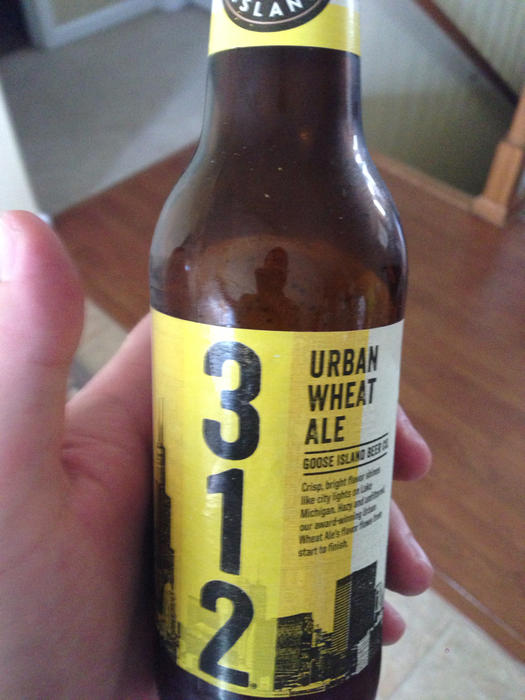 ISLAN
3
1
2
URBAN
WHEAT
ALE
GOOSE ISLAND BEER CO.
Crisp, bright flavor shines
like city lights on Lake
Michigan. Hazy and unfiltered,
our award-winning Urban
Wheat Ale's flavor flows from
start to finish.